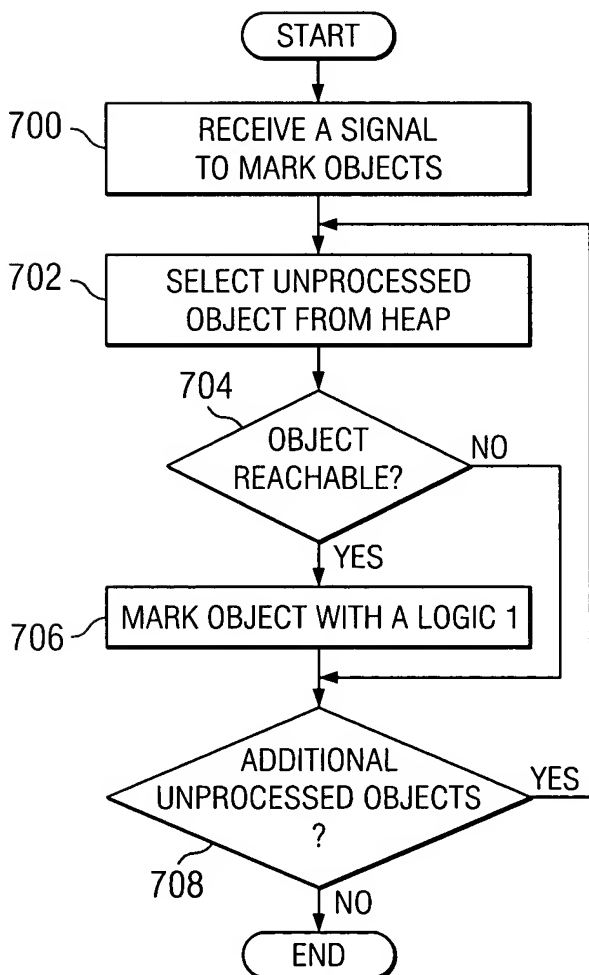 START
700
RECEIVE A SIGNAL
TO MARK OBJECTS
702
SELECT UNPROCESSED
OBJECT FROM HEAP
704
OBJECT
REACHABLE?
NO
YES
706
MARK OBJECT WITH A LOGIC 1
ADDITIONAL
UNPROCESSED OBJECTS
?
YES
708
NO
END